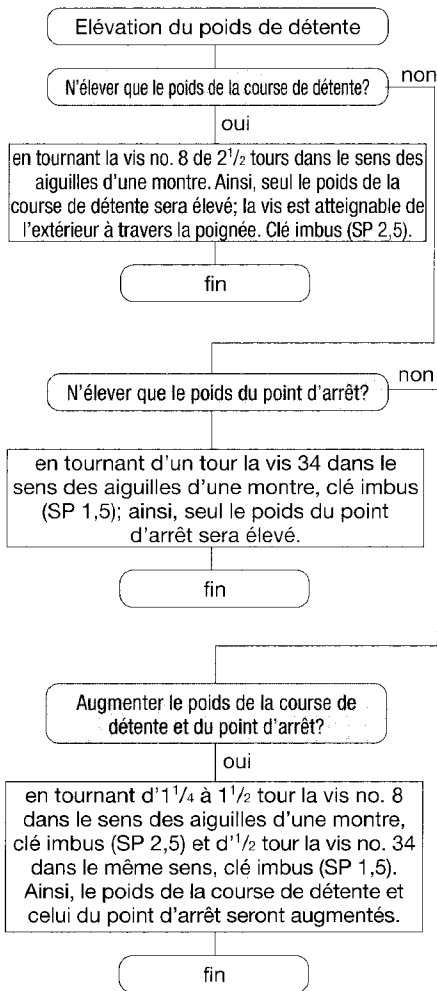 Elévation du poids de détente
N'élever que le poids de la course de détente?
non
oui
en tournant la vis no. 8 de 2 1/2 tours dans le sens des
aiguilles d'une montre. Ainsi, seul le poids de la
course de détente sera élevé; la vis est atteignable de
l'extérieur à travers la poignée. Clé imbus (SP 2,5).
fin
N'élever que le poids du point d'arrêt?
non
en tournant d'un tour la vis 34 dans le
sens des aiguilles d'une montre, clé imbus
(SP 1,5); ainsi, seul le poids du point
d'arrêt sera élevé.
fin
Augmenter le poids de la course de
détente et du point d'arrêt?
oui
en tournant d'1 1/4 à 1 1/2 tour la vis no. 8
dans le sens des aiguilles d'une montre,
clé imbus (SP 2,5) et d'1/2 tour la vis no. 34
dans le même sens, clé imbus (SP 1,5).
Ainsi, le poids de la course de détente et
celui du point d'arrêt seront augmentés.
fin